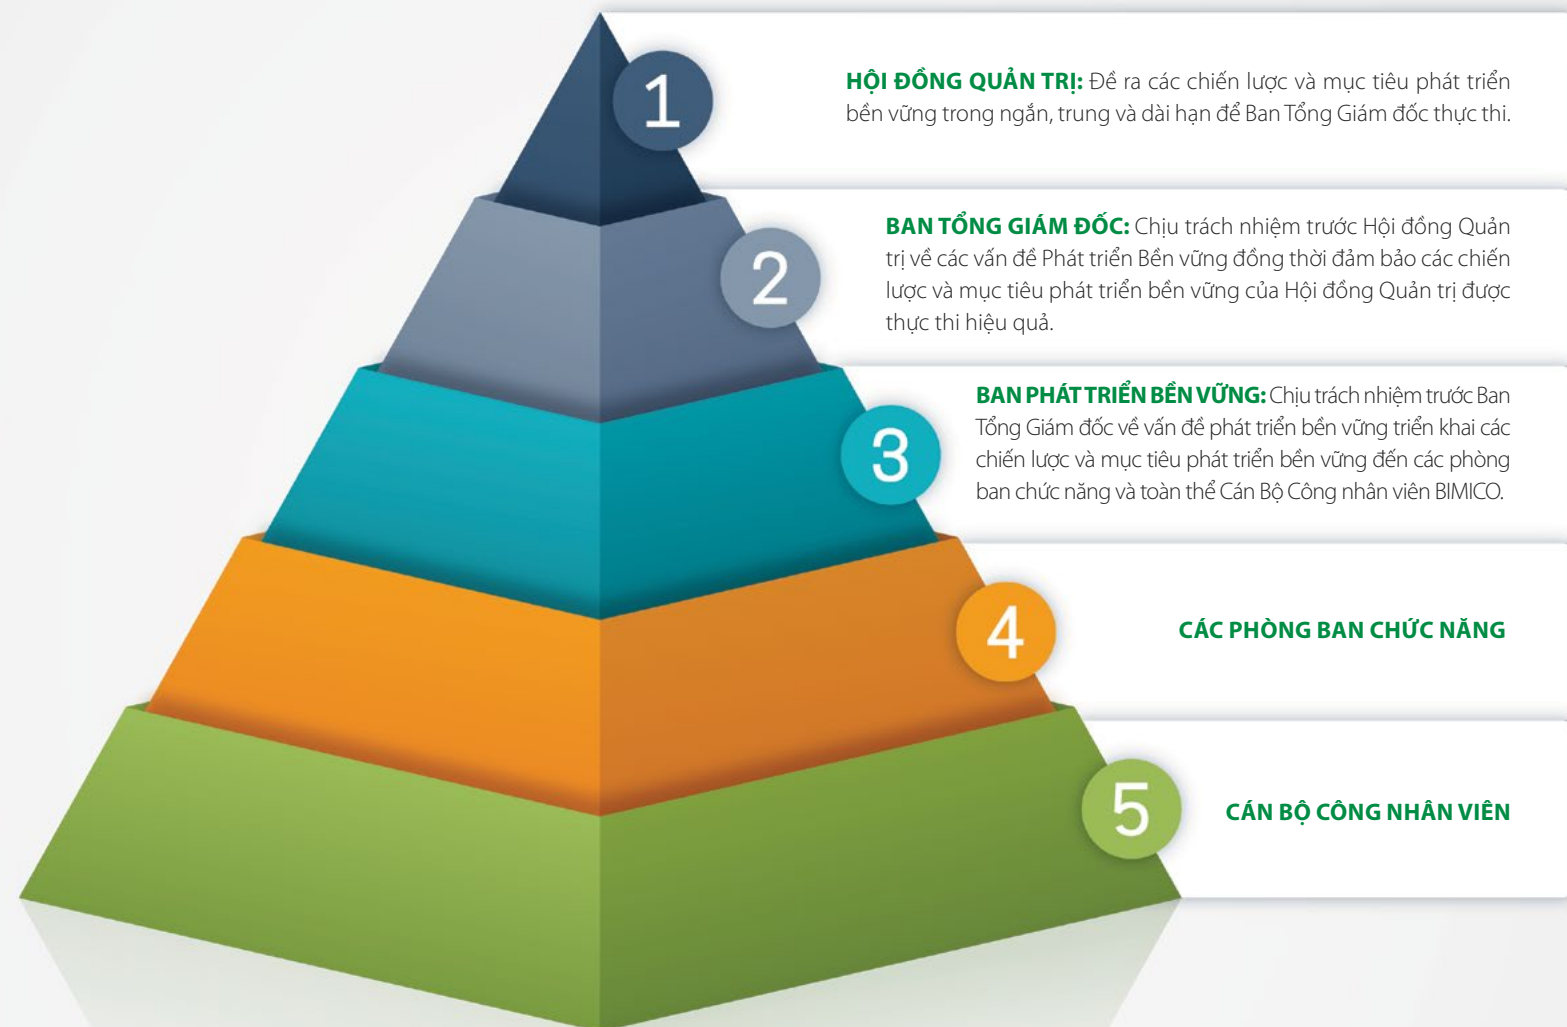 1
HỘI ĐỒNG QUẢN TRỊ: Đề ra các chiến lược và mục tiêu phát triển
bền vững trong ngắn, trung và dài hạn để Ban Tổng Giám đốc thực thi.
2
BAN TỔNG GIÁM ĐỐC: Chịu trách nhiệm trước Hội đồng Quản
trị về các vấn đề Phát triển Bền vững đồng thời đảm bảo các chiến
lược và mục tiêu phát triển bền vững của Hội đồng Quản trị được
thực thi hiệu quả.
3
BAN PHÁT TRIỂN BỀN VỮNG: Chịu trách nhiệm trước Ban
Tổng Giám đốc về vấn đề phát triển bền vững triển khai các
chiến lược và mục tiêu phát triển bền vững đến các phòng
ban chức năng và toàn thể Cán Bộ Công nhân viên BIMICO.
4
CÁC PHÒNG BAN CHỨC NĂNG
5
CÁN BỘ CÔNG NHÂN VIÊN